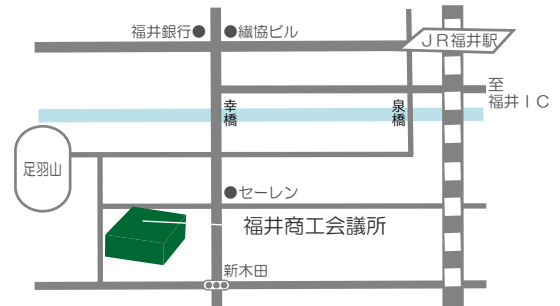 福井銀行●
●繊協ビル
JR福井駅
至
福井IC
幸橋
泉橋
足羽山
●セーレン
福井商工会議所
新木田